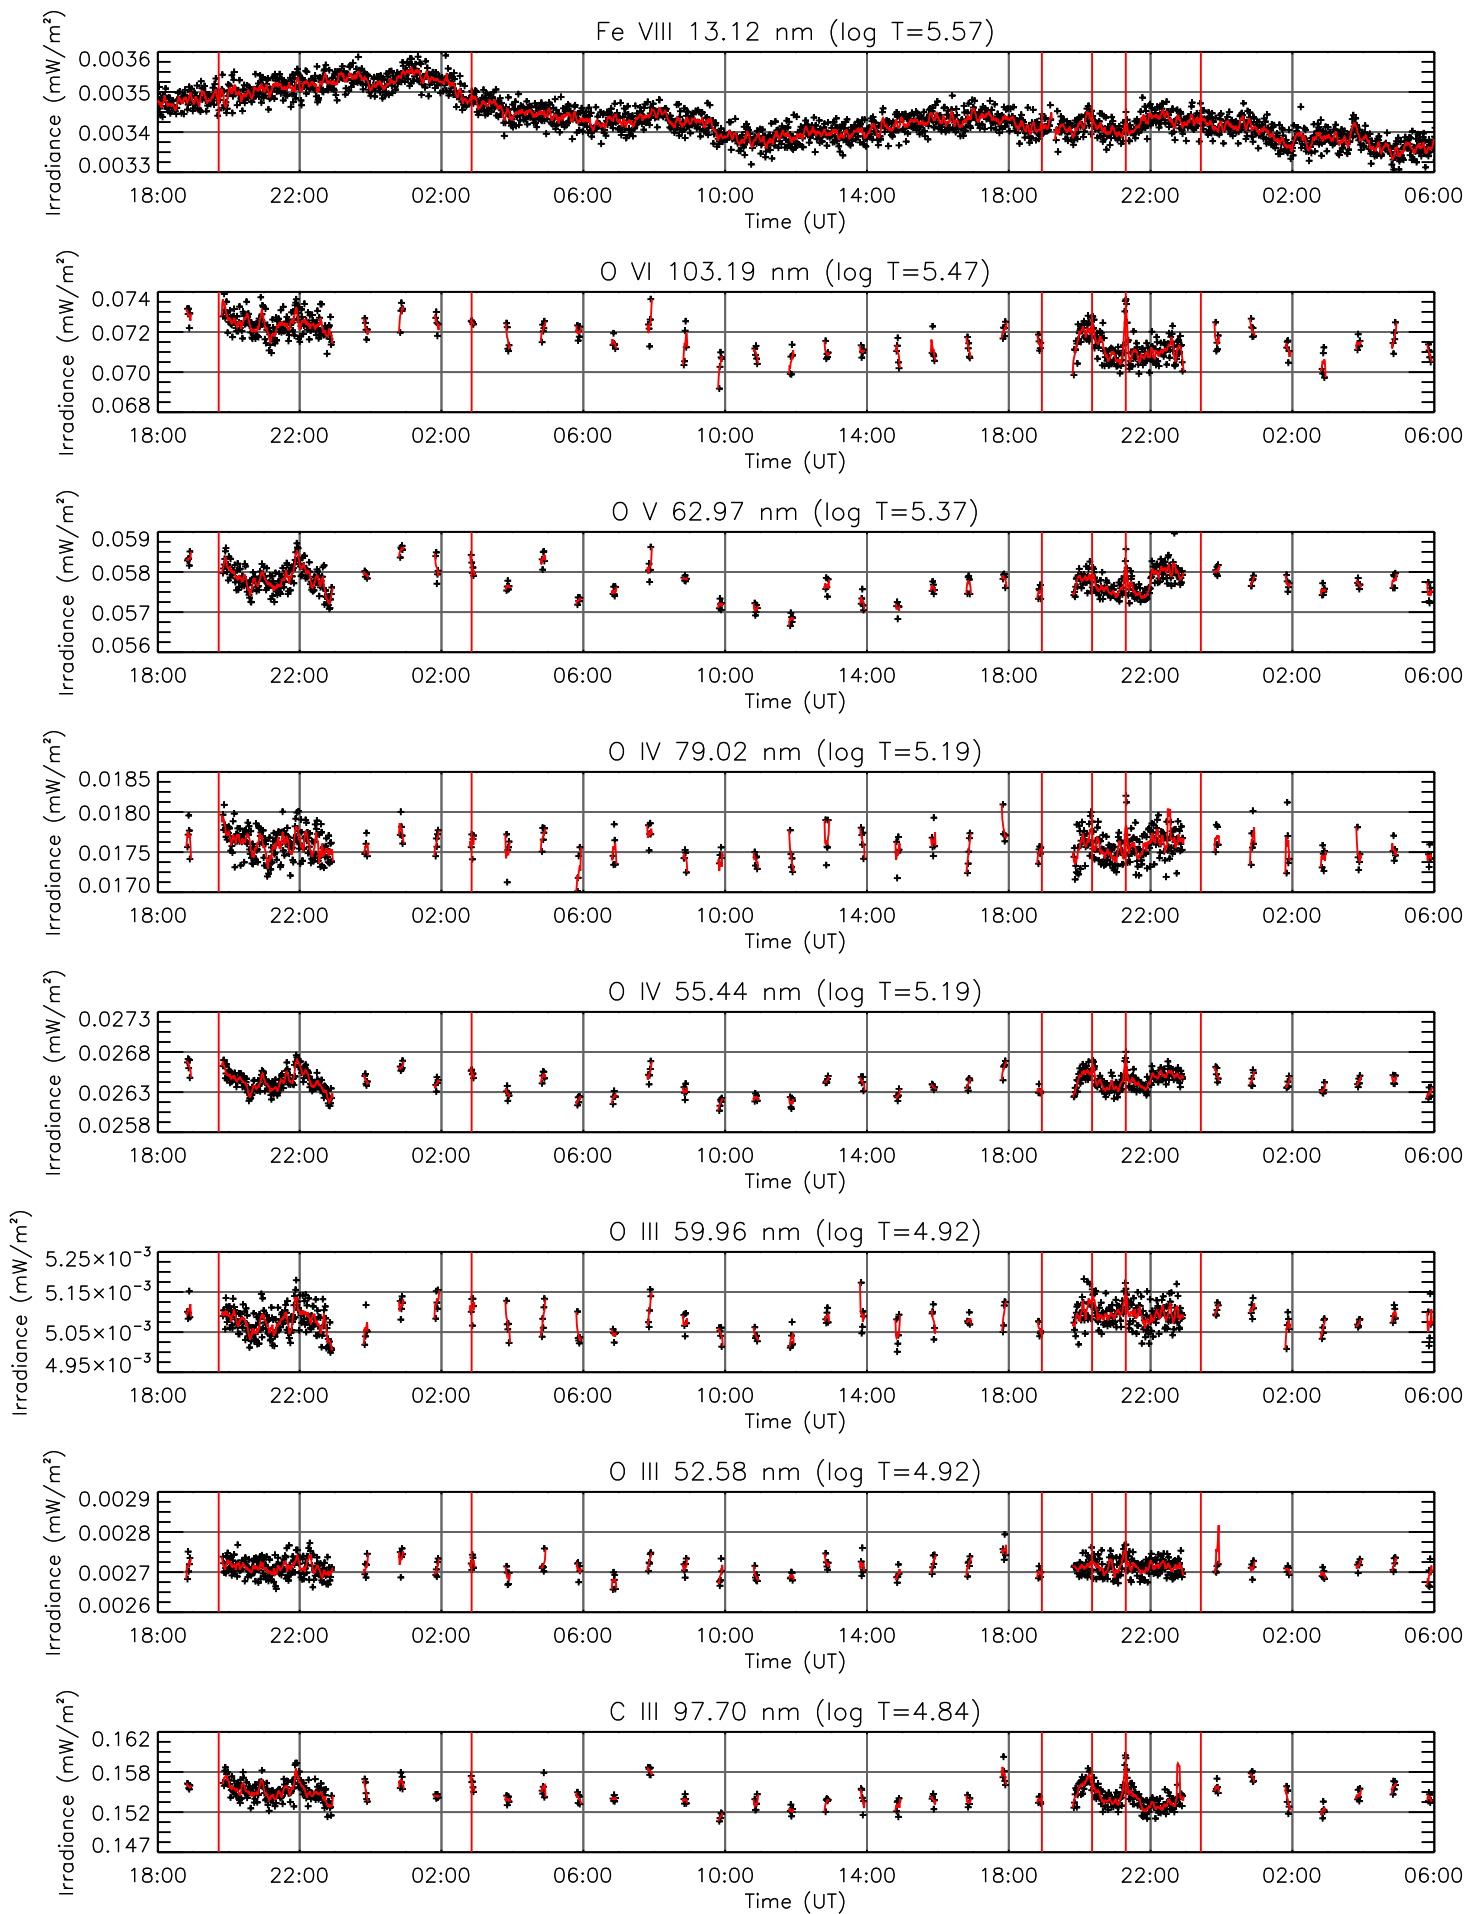 Fe VIII 13.12 nm (log T=5.57)
Irradiance (mW/m²)
0.0036
0.0035
0.0034
0.0033
18:00 22:00 02:00 06:00 10:00 14:00 18:00 22:00 02:00 06:00
Time (UT)
O VI 103.19 nm (log T=5.47)
Irradiance (mW/m²)
0.074
0.072
0.070
0.068
18:00 22:00 02:00 06:00 10:00 14:00 18:00 22:00 02:00 06:00
Time (UT)
O V 62.97 nm (log T=5.37)
Irradiance (mW/m²)
0.059
0.058
0.057
0.056
18:00 22:00 02:00 06:00 10:00 14:00 18:00 22:00 02:00 06:00
Time (UT)
O IV 79.02 nm (log T=5.19)
Irradiance (mW/m²)
0.0185
0.0180
0.0175
0.0170
18:00 22:00 02:00 06:00 10:00 14:00 18:00 22:00 02:00 06:00
Time (UT)
O IV 55.44 nm (log T=5.19)
Irradiance (mW/m²)
0.0273
0.0268
0.0263
0.0258
18:00 22:00 02:00 06:00 10:00 14:00 18:00 22:00 02:00 06:00
Time (UT)
O III 59.96 nm (log T=4.92)
Irradiance (mW/m²)
5.25×10⁻³
5.15×10⁻³
5.05×10⁻³
4.95×10⁻³
18:00 22:00 02:00 06:00 10:00 14:00 18:00 22:00 02:00 06:00
Time (UT)
O III 52.58 nm (log T=4.92)
Irradiance (mW/m²)
0.0029
0.0028
0.0027
0.0026
18:00 22:00 02:00 06:00 10:00 14:00 18:00 22:00 02:00 06:00
Time (UT)
C III 97.70 nm (log T=4.84)
Irradiance (mW/m²)
0.162
0.158
0.152
0.147
18:00 22:00 02:00 06:00 10:00 14:00 18:00 22:00 02:00 06:00
Time (UT)